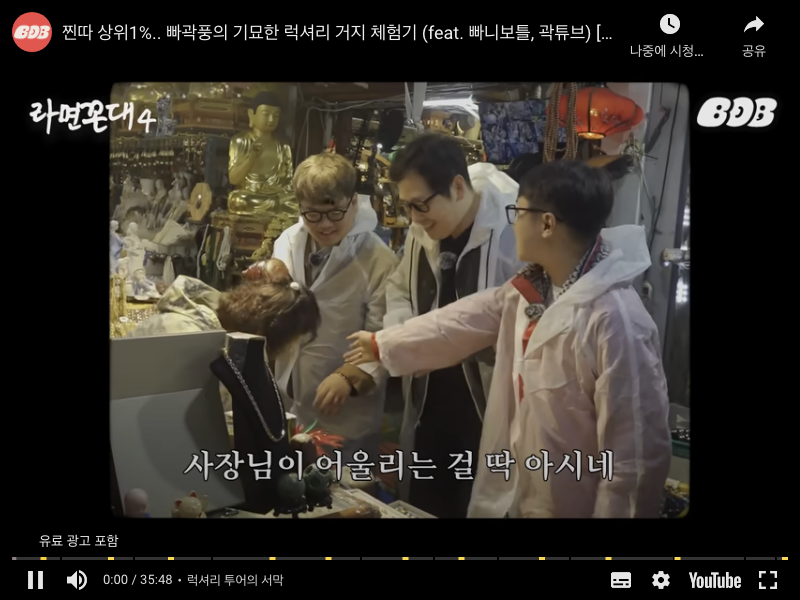 BDB
찐따 상위1%.. 빠곽풍의 기묘한 럭셔리 거지 체험기 (feat. 빠니보틀, 곽튜브) [...
나중에 시청...
공유
라면꼰대4
BDB
사장님이 어울리는 걸 딱 아시네
유료 광고 포함
0:00 / 35:48 • 럭셔리 투어의 서막
YouTube